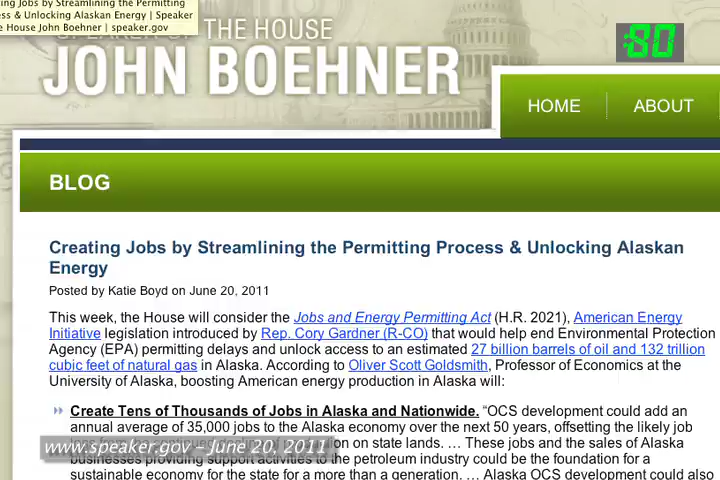 ing Jobs by Streamlining the Permitting
ess & Unlocking Alaskan Energy | Speaker
e House John Boehner | speaker.gov
SPEAKER OF THE HOUSE
JOHN BOEHNER
:80
HOME
ABOUT
BLOG
Creating Jobs by Streamlining the Permitting Process & Unlocking Alaskan
Energy
Posted by Katie Boyd on June 20, 2011
This week, the House will consider the Jobs and Energy Permitting Act (H.R. 2021), American Energy
Initiative legislation introduced by Rep. Cory Gardner (R-CO) that would help end Environmental Protection
Agency (EPA) permitting delays and unlock access to an estimated 27 billion barrels of oil and 132 trillion
cubic feet of natural gas in Alaska. According to Oliver Scott Goldsmith, Professor of Economics at the
University of Alaska, boosting American energy production in Alaska will:
Create Tens of Thousands of Jobs in Alaska and Nationwide. “OCS development could add an
annual average of 35,000 jobs to the Alaska economy over the next 50 years, offsetting the likely job
on state lands. … These jobs and the sales of Alaska
www.speaker.gov – June 20, 2011
businesses providing support activities to the petroleum industry could be the foundation for a
sustainable economy for the state for a more than a generation. … Alaska OCS development could also